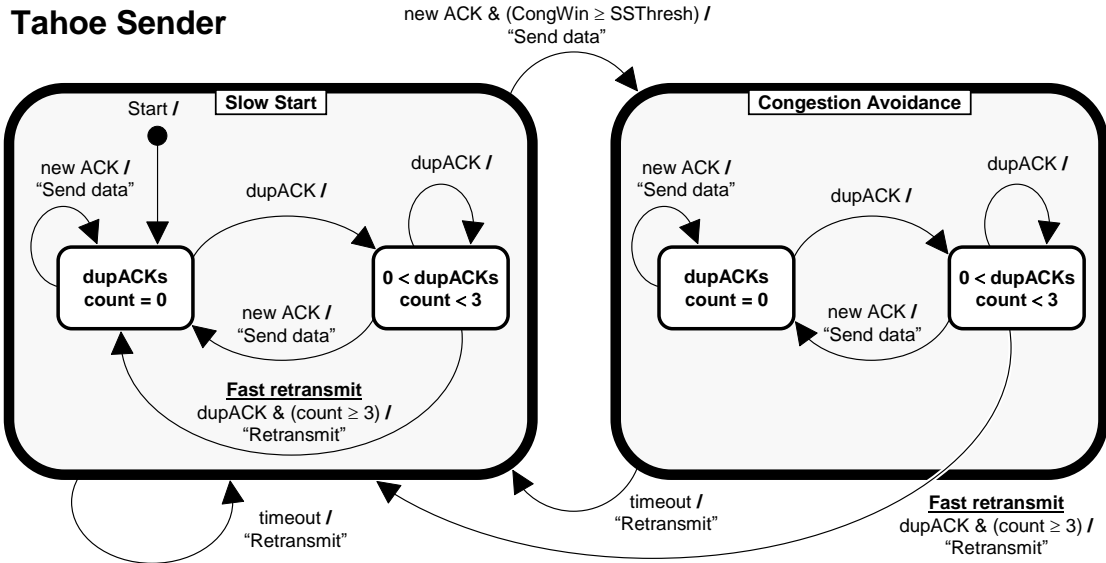 Tahoe Sender
new ACK & (CongWin ≥ SSThresh) /
“Send data”
Slow Start
Start /
new ACK /
“Send data”
dupACK /
dupACK /
dupACKs
count = 0
0 < dupACKs
count < 3
new ACK /
“Send data”
Fast retransmit
dupACK & (count ≥ 3) /
“Retransmit”
timeout /
“Retransmit”
Congestion Avoidance
new ACK /
“Send data”
dupACK /
dupACK /
dupACKs
count = 0
0 < dupACKs
count < 3
new ACK /
“Send data”
timeout /
“Retransmit”
Fast retransmit
dupACK & (count ≥ 3) /
“Retransmit”